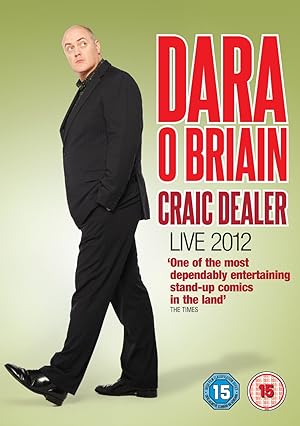 DARA
O BRIAIN
CRAIC DEALER
LIVE 2012
‘One of the most
dependably entertaining
stand-up comics
in the land’
THE TIMES
15
15